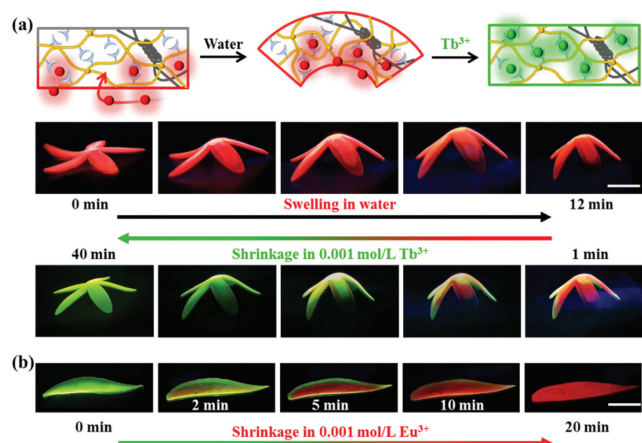 (a)
Water
Tb³⁺
0 min
Swelling in water
12 min
40 min
Shrinkage in 0.001 mol/L Tb³⁺
1 min
(b)
2 min
5 min
10 min
0 min
Shrinkage in 0.001 mol/L Eu³⁺
20 min